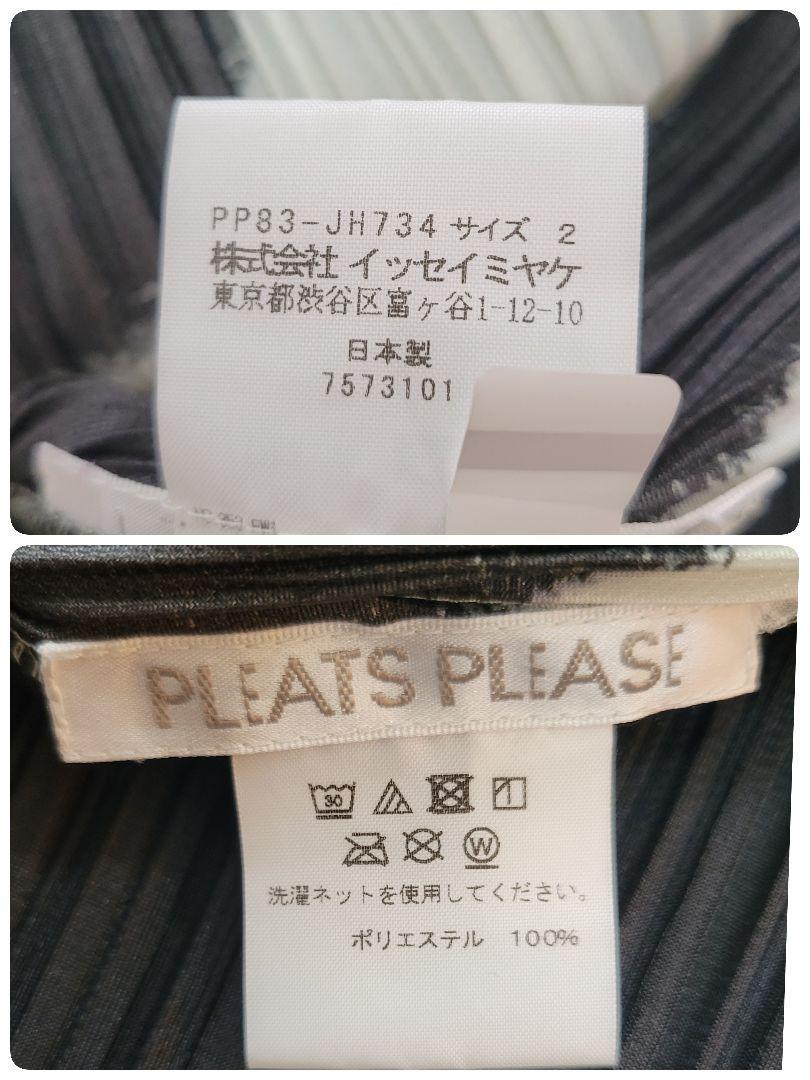 PP83-JH734 サイズ 2
株式会社 イッセイミヤケ
東京都渋谷区富ヶ谷1-12-10
日本製
7573101
PLEATS PLEASE
30
W
洗濯ネットを使用してください。
ポリエステル 100%